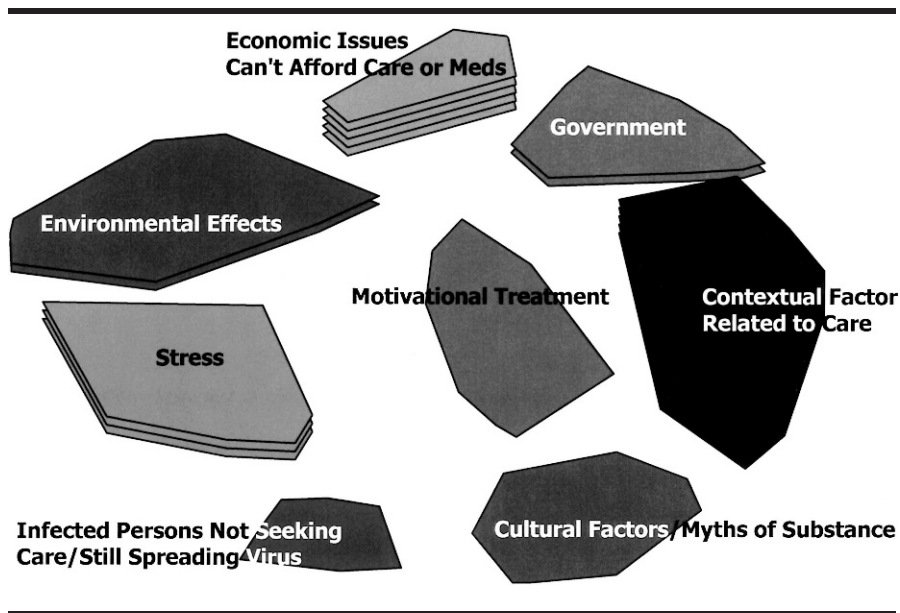 Economic Issues
Can't Afford Care or Meds
Government
Environmental Effects
Motivational Treatment
Contextual Factor
Related to Care
Stress
Infected Persons Not Seeking
Care/Still Spreading Virus
Cultural Factors/Myths of Substance